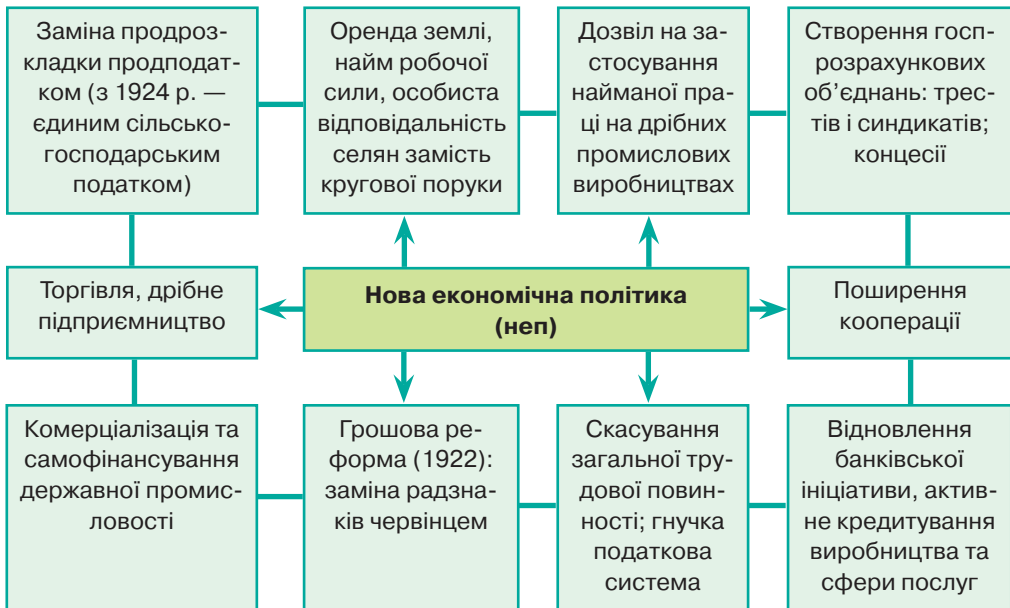 Заміна продроз-
кладки продподат-
ком (з 1924 р. —
єдиним сільсько-
господарським
податком)
Оренда землі,
найм робочої
сили, особиста
відповідальність
селян замість
кругової поруки
Дозвіл на за-
стосування
найманої пра-
ці на дрібних
промислових
виробництвах
Створення госп-
розрахункових
об’єднань: трес-
тів і синдикатів;
концесії
Торгівля, дрібне
підприємництво
Нова економічна політика
(неп)
Поширення
кооперації
Комерціалізація та
самофінансування
державної промис-
ловості
Грошова ре-
форма (1922):
заміна радзна-
ків червінцем
Скасування
загальної тру-
дової повин-
ності; гнучка
податкова
система
Відновлення
банківської
ініціативи, актив-
не кредитування
виробництва та
сфери послуг